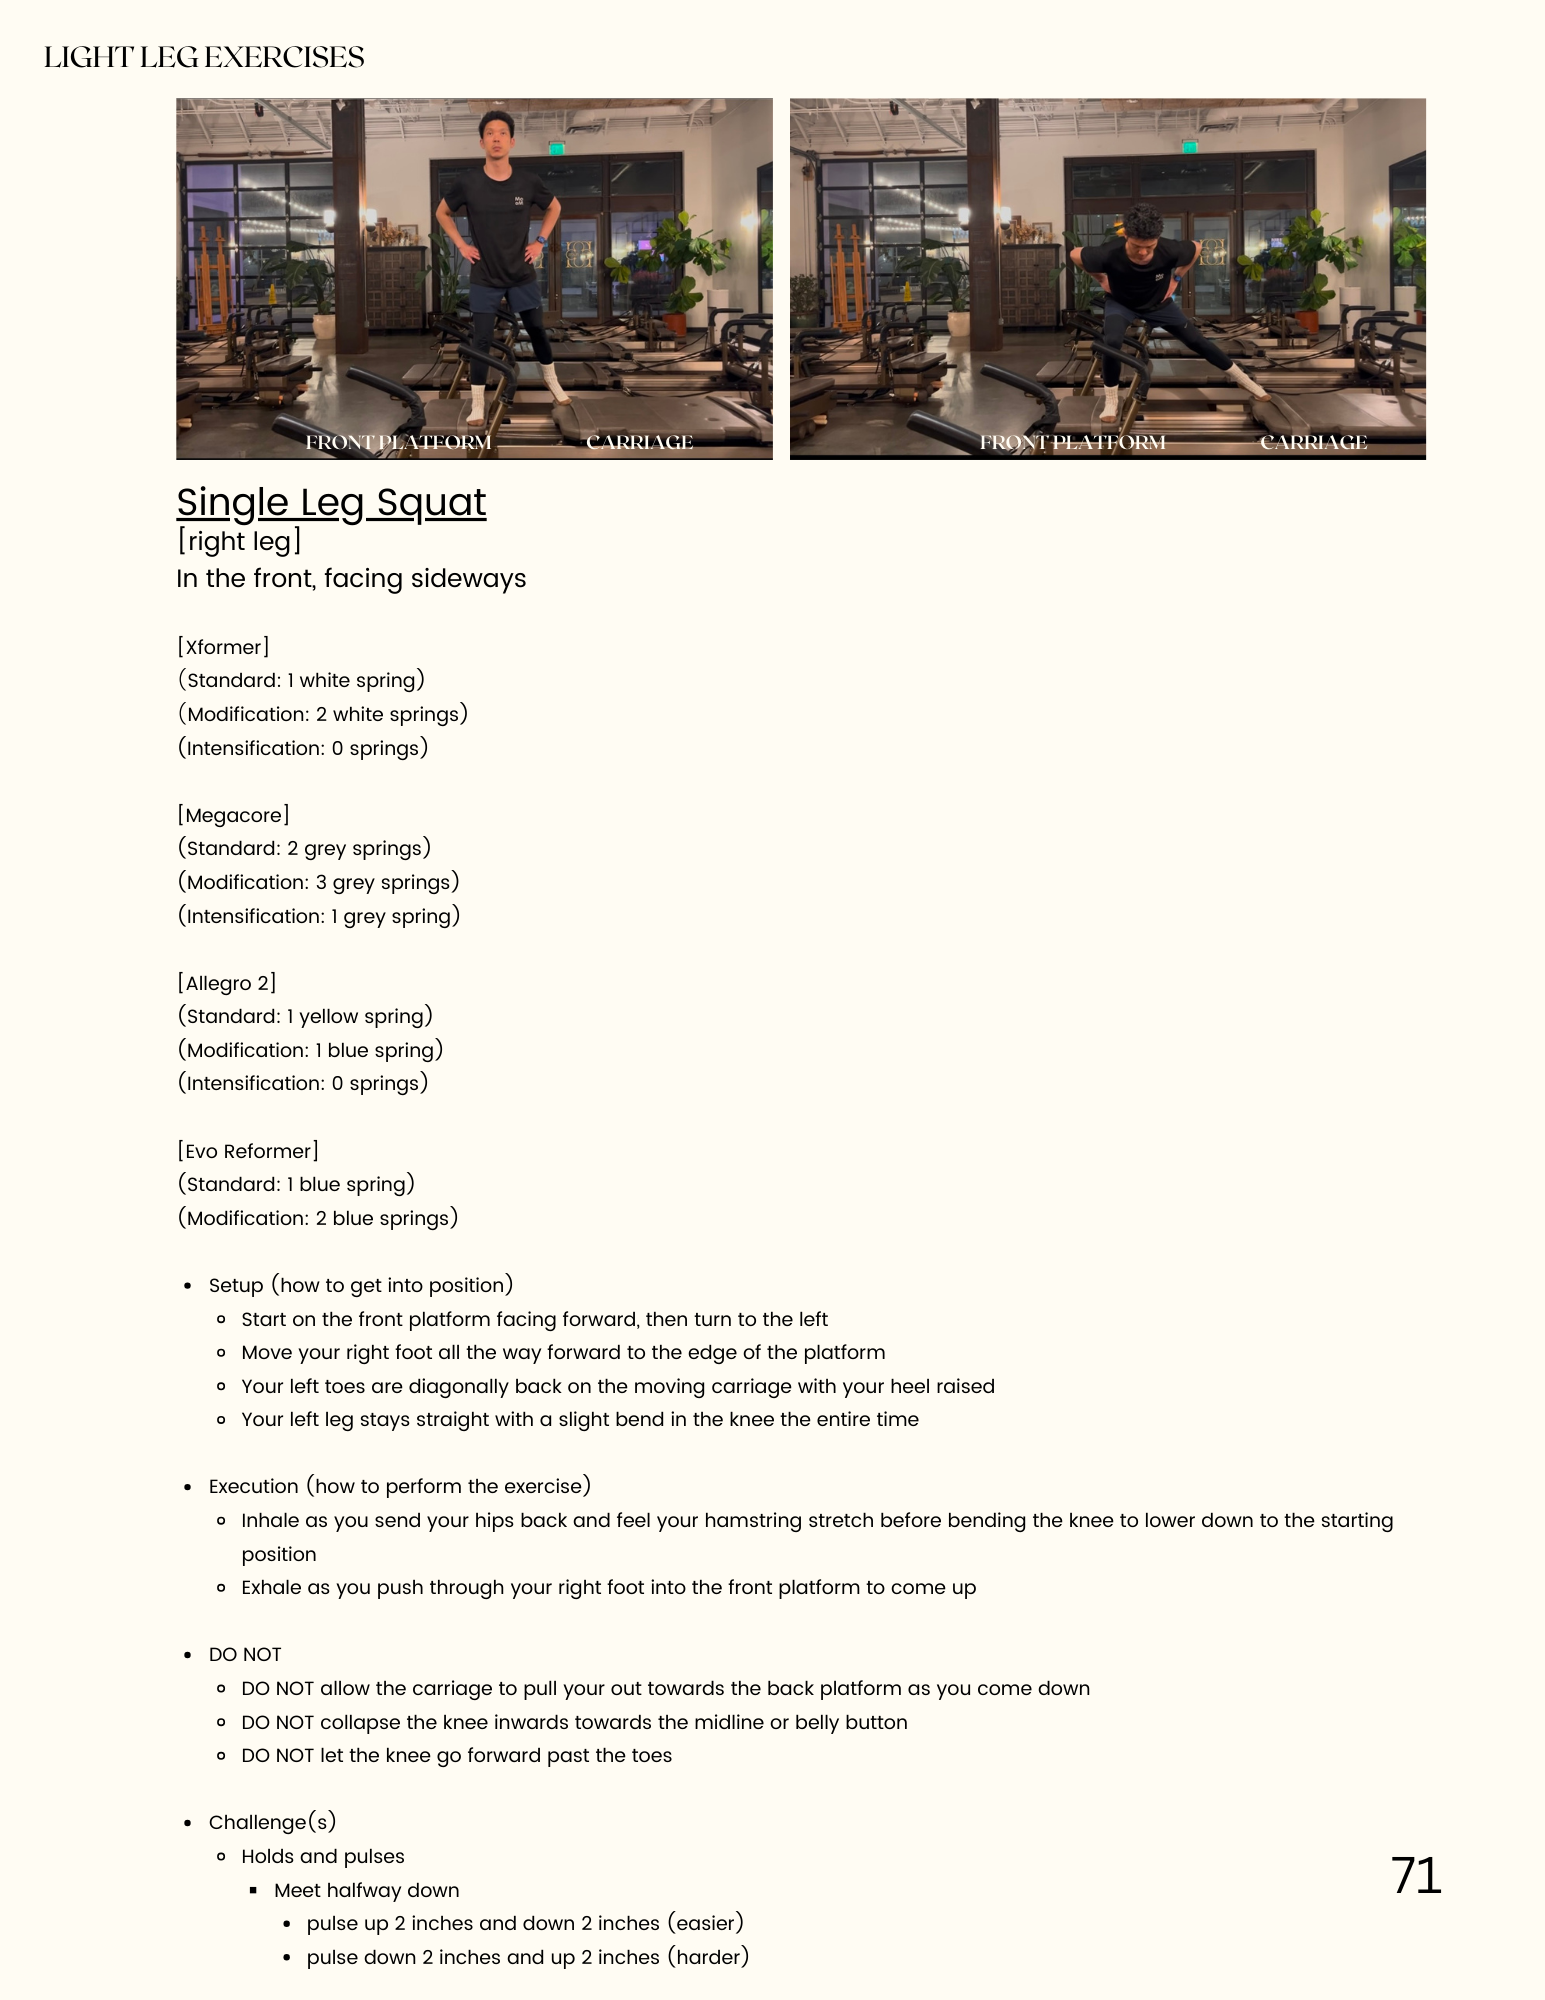 LIGHT LEG EXERCISES
FRONT PLATFORM
CARRIAGE
FRONT PLATFORM
CARRIAGE
Single Leg Squat
[right leg]
In the front, facing sideways
[Xformer]
(Standard: 1 white spring)
(Modification: 2 white springs)
(Intensification: 0 springs)
[Megacore]
(Standard: 2 grey springs)
(Modification: 3 grey springs)
(Intensification: 1 grey spring)
[Allegro 2]
(Standard: 1 yellow spring)
(Modification: 1 blue spring)
(Intensification: 0 springs)
[Evo Reformer]
(Standard: 1 blue spring)
(Modification: 2 blue springs)
Setup (how to get into position)
Start on the front platform facing forward, then turn to the left
Move your right foot all the way forward to the edge of the platform
Your left toes are diagonally back on the moving carriage with your heel raised
Your left leg stays straight with a slight bend in the knee the entire time
Execution (how to perform the exercise)
Inhale as you send your hips back and feel your hamstring stretch before bending the knee to lower down to the starting
position
Exhale as you push through your right foot into the front platform to come up
DO NOT
DO NOT allow the carriage to pull your out towards the back platform as you come down
DO NOT collapse the knee inwards towards the midline or belly button
DO NOT let the knee go forward past the toes
Challenge(s)
Holds and pulses
Meet halfway down
pulse up 2 inches and down 2 inches (easier)
pulse down 2 inches and up 2 inches (harder)
71